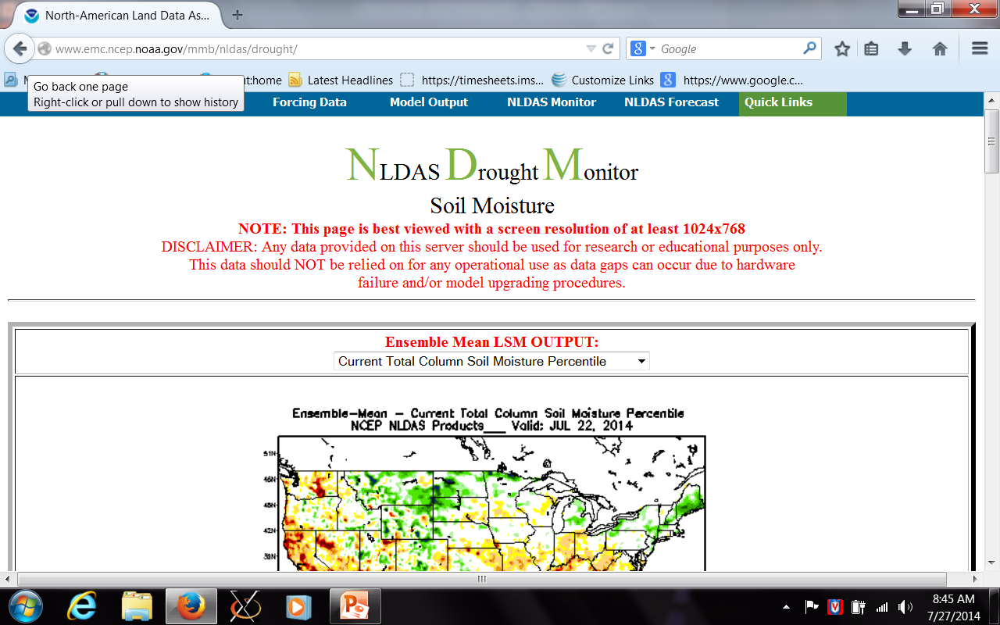 North-American Land Data As...
www.emc.ncep.noaa.gov/mmb/nldas/drought/
Google
Latest Headlines
https://timesheets.ims...
Customize Links
https://www.google.c...
Go back one page
Right-click or pull down to show history
Forcing Data
Model Output
NLDAS Monitor
NLDAS Forecast
Quick Links
NLDAS Drought Monitor
Soil Moisture
NOTE: This page is best viewed with a screen resolution of at least 1024x768
DISCLAIMER: Any data provided on this server should be used for research or educational purposes only.
This data should NOT be relied on for any operational use as data gaps can occur due to hardware
failure and/or model upgrading procedures.
Ensemble Mean LSM OUTPUT:
Current Total Column Soil Moisture Percentile
Ensemble-Mean - Current Total Column Soil Moisture Percentile
NCEP NLDAS Products___ Valid: JUL 22, 2014
51N
48N
45N
42N
39N
8:45 AM
7/27/2014